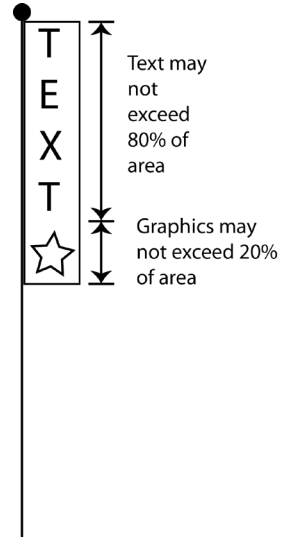 T
E
X
T
Text may
not
exceed
80% of
area
Graphics may
not exceed 20%
of area